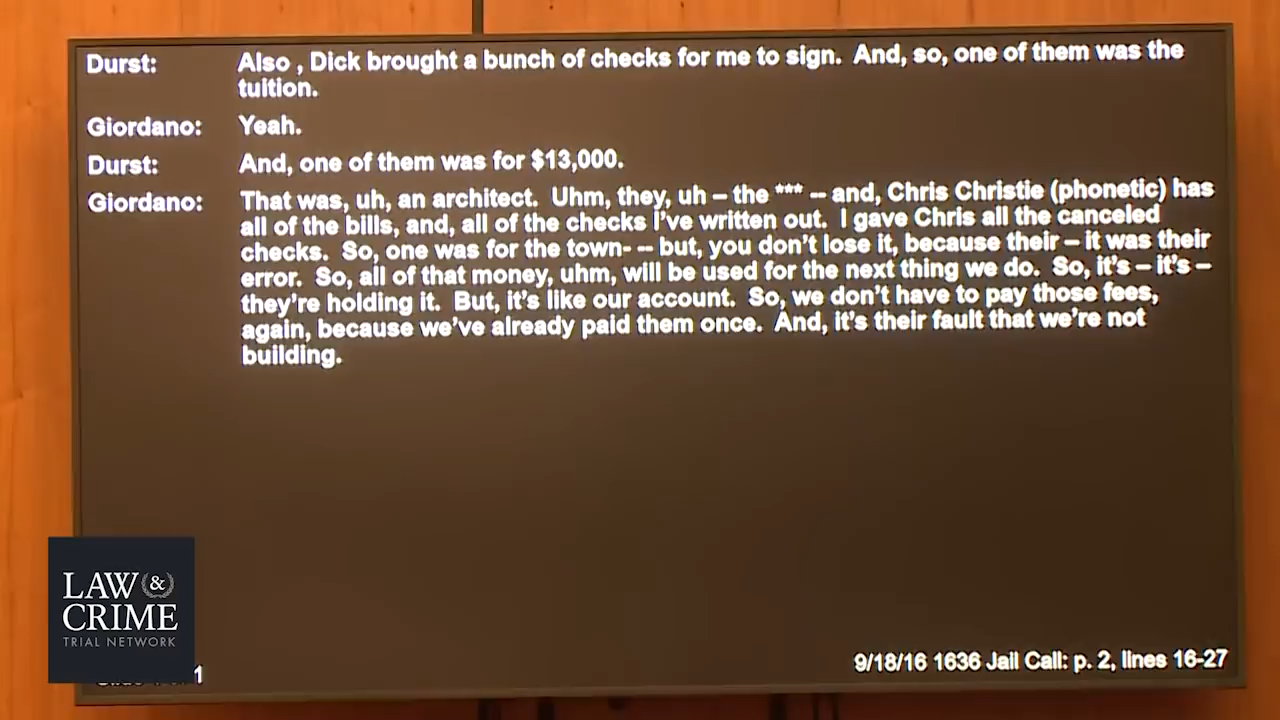 Durst: Also , Dick brought a bunch of checks for me to sign. And, so, one of them was the
tuition.
Giordano: Yeah.
Durst: And, one of them was for $13,000.
Giordano: That was, uh, an architect. Uhm, they, uh – the *** -- and, Chris Christie (phonetic) has
all of the bills, and, all of the checks I've written out. I gave Chris all the canceled
checks. So, one was for the town- -- but, you don't lose it, because their – it was their
error. So, all of that money, uhm, will be used for the next thing we do. So, it's – it's –
they're holding it. But, it's like our account. So, we don't have to pay those fees,
again, because we've already paid them once. And, it's their fault that we're not
building.
LAW &
CRIME
TRIAL NETWORK
9/18/16 1636 Jail Call: p. 2, lines 16-27